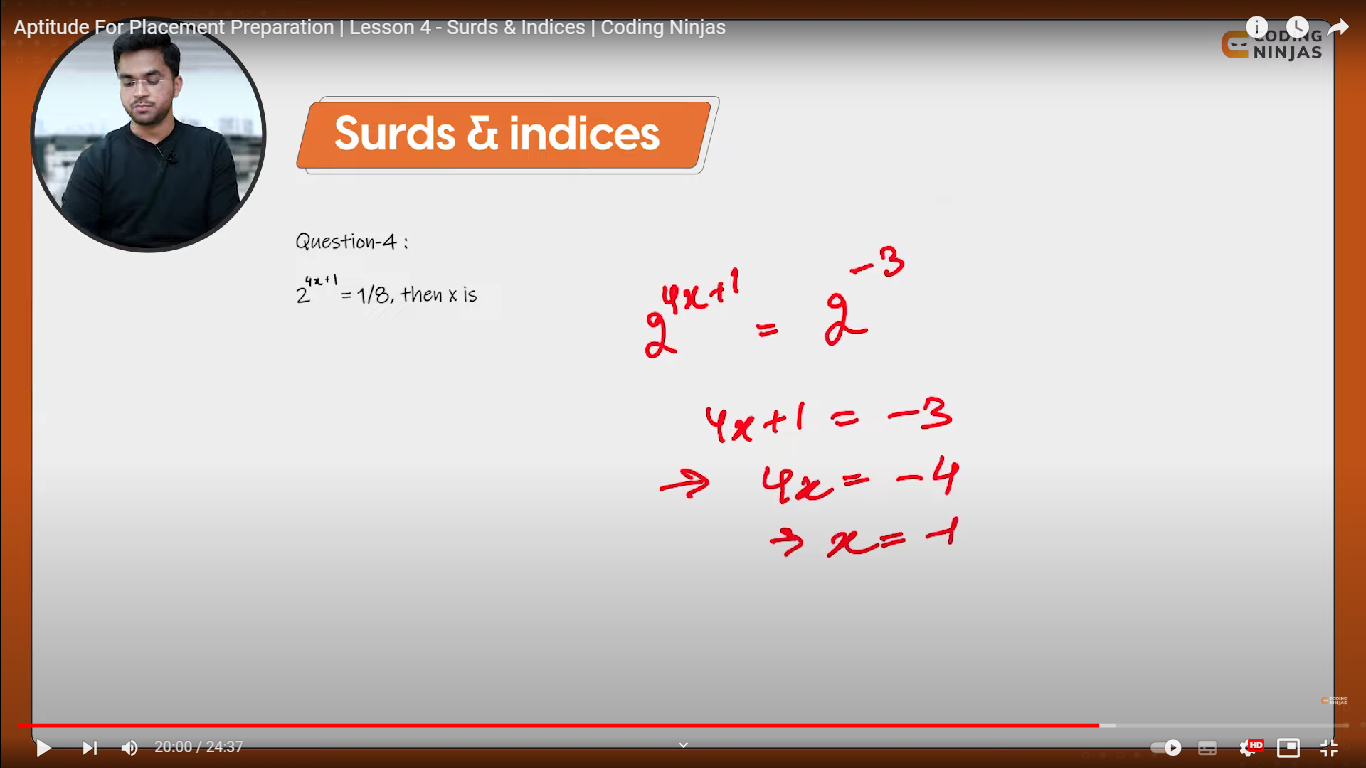 Aptitude For Placement Preparation | Lesson 4 - Surds & Indices | Coding Ninjas
CODING
NINJAS
Surds & indices
Question-4 :
2^4x+1 = 1/8, then x is
2^4x+1 = 2^-3
4x+1 = -3
→ 4x = -4
→ x = -1
CODING
NINJAS
20:00 / 24:37
HD